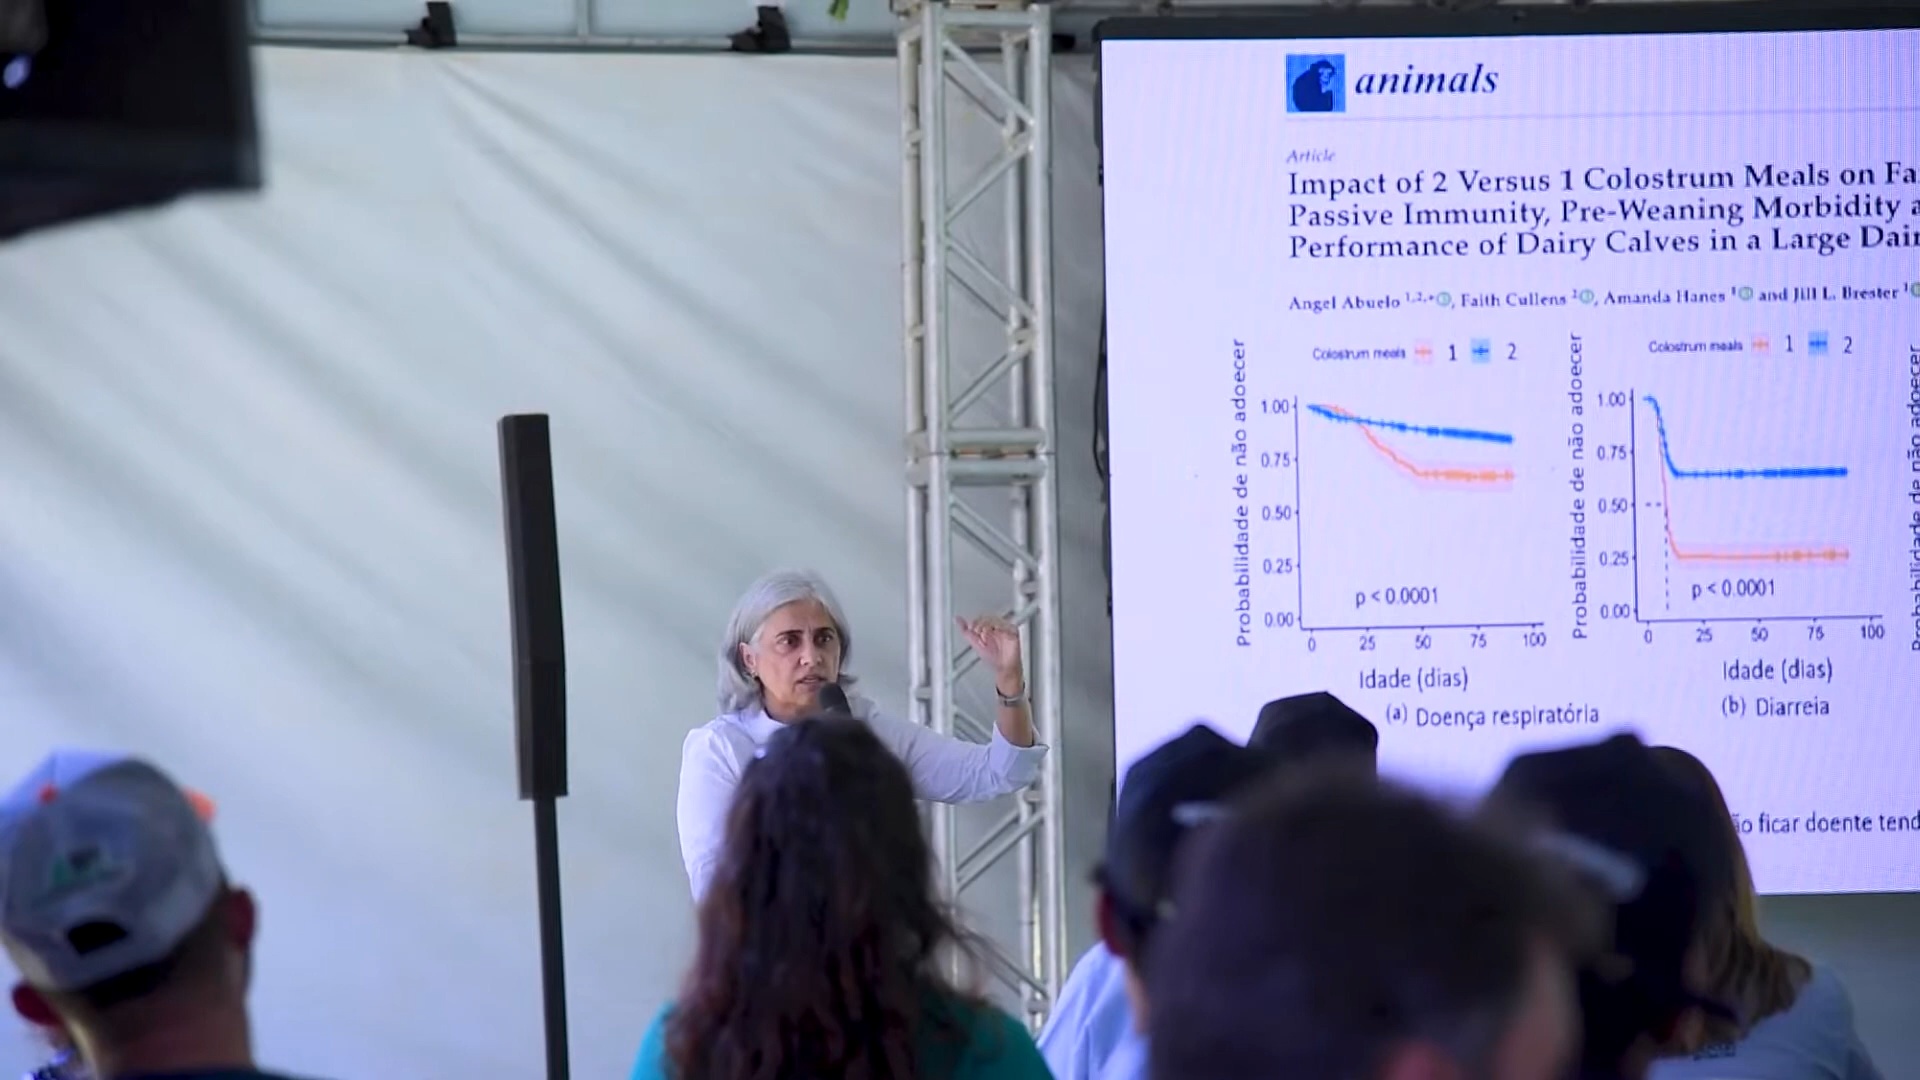 animals
Article
Impact of 2 Versus 1 Colostrum Meals on
Passive Immunity, Pre-Weaning Morbidity
Performance of Dairy Calves in a Large
Angel Abuelo 1,2,*, Faith Cullens 2, Amanda Hanes 1 and Jill L. Brester 1
Colostrum meals 1 2
Probabilidade de não adoecer
1.00
0.75
0.50
0.25
0.00
p < 0.0001
0 25 50 75 100
Idade (dias)
(a) Doença respiratória
Colostrum meals 1 2
Probabilidade de não adoecer
1.00
0.75
0.50
0.25
0.00
p < 0.0001
0 25 50 75 100
Idade (dias)
(b) Diarreia
Probabilidade de não adoecer
ficar doente